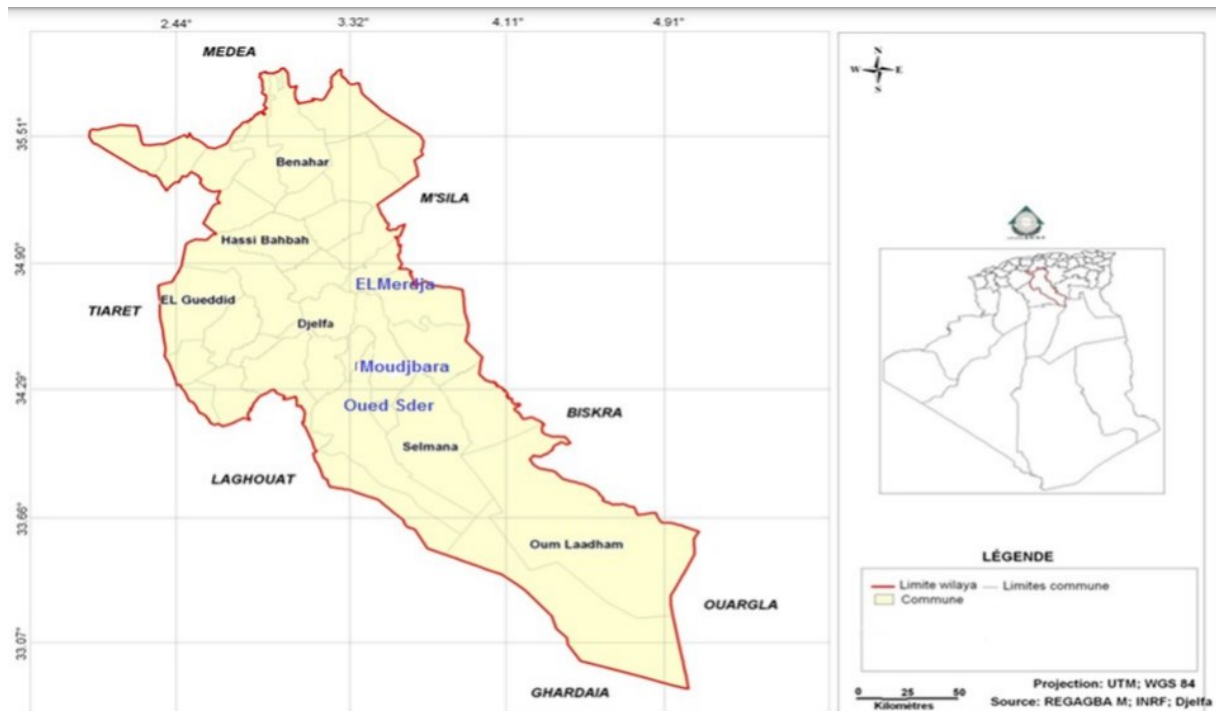 2.44° 3.32° 4.11° 4.91°
MEDEA
35.51°
Benahar
M'SILA
Hassi Bahbah
34.90°
ELMerdja
EL Gueddid
TIARET
Djelfa
Moudjbara
34.29°
Oued Sder
BISKRA
Selmana
LAGHOUAT
33.66°
Oum Laadham
OUARGLA
33.07°
GHARDAIA
N
W E
S
LÉGENDE
Limite wilaya Limites commune
Commune
Projection: UTM; WGS 84
0 25 50
Kilomètres
Source: REGAGBA M; INRF; Djelfa